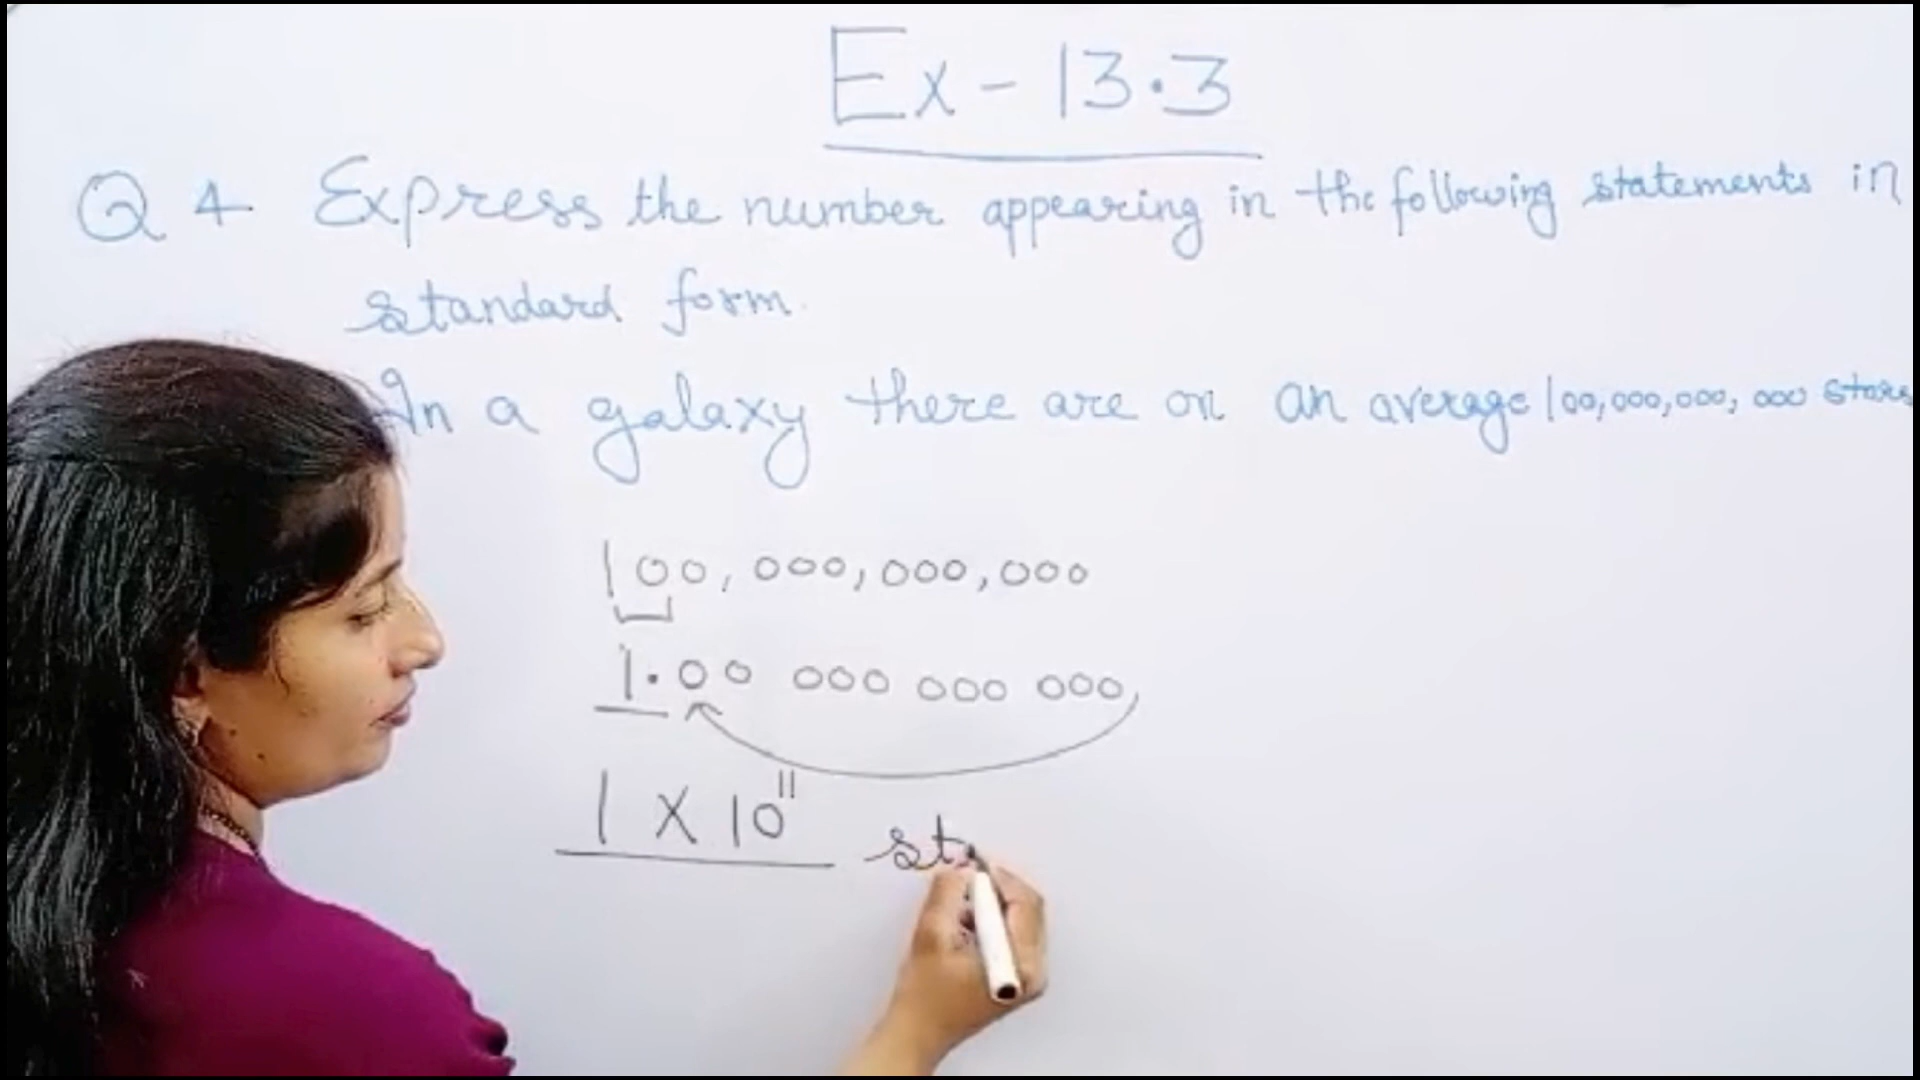 Ex - 13.3
Q 4 Express the number appearing in the following statements in
standard form.
In a galaxy there are on an average 100,000,000,000 stars
100,000,000,000
1.00 000 000 000,
1 X 10¹¹ st